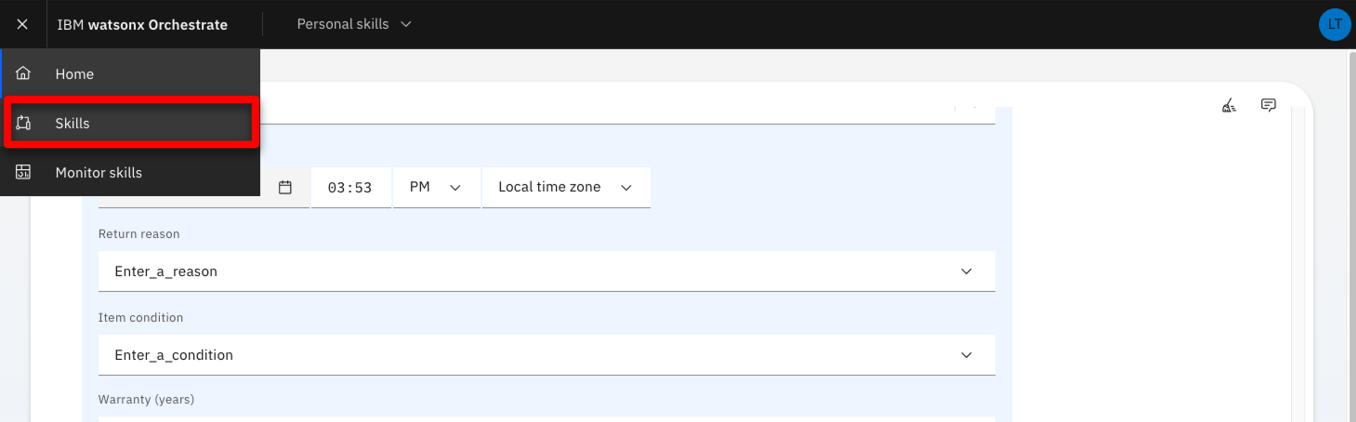 IBM watsonx Orchestrate
Personal skills
LT
Home
Skills
Monitor skills
03:53
PM
Local time zone
Return reason
Enter_a_reason
Item condition
Enter_a_condition
Warranty (years)